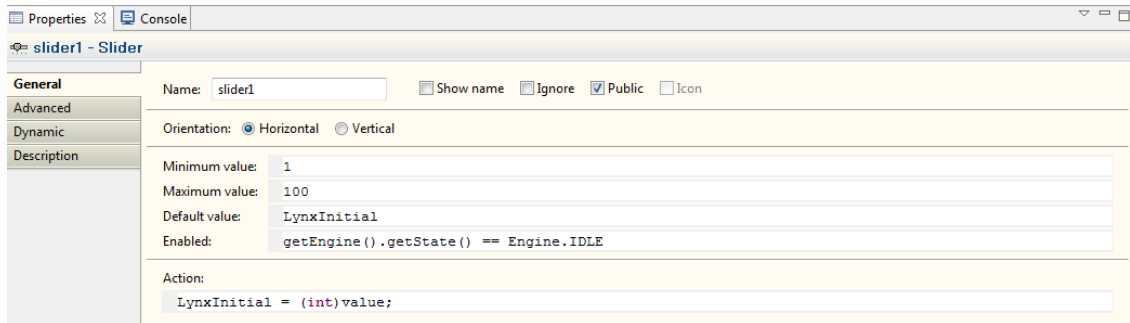 Properties Console
slider1 - Slider
General
Advanced
Dynamic
Description
Name: slider1 Show name Ignore Public Icon
Orientation: Horizontal Vertical
Minimum value: 1
Maximum value: 100
Default value: LynxInitial
Enabled: getEngine().getState() == Engine.IDLE
Action:
LynxInitial = (int)value;